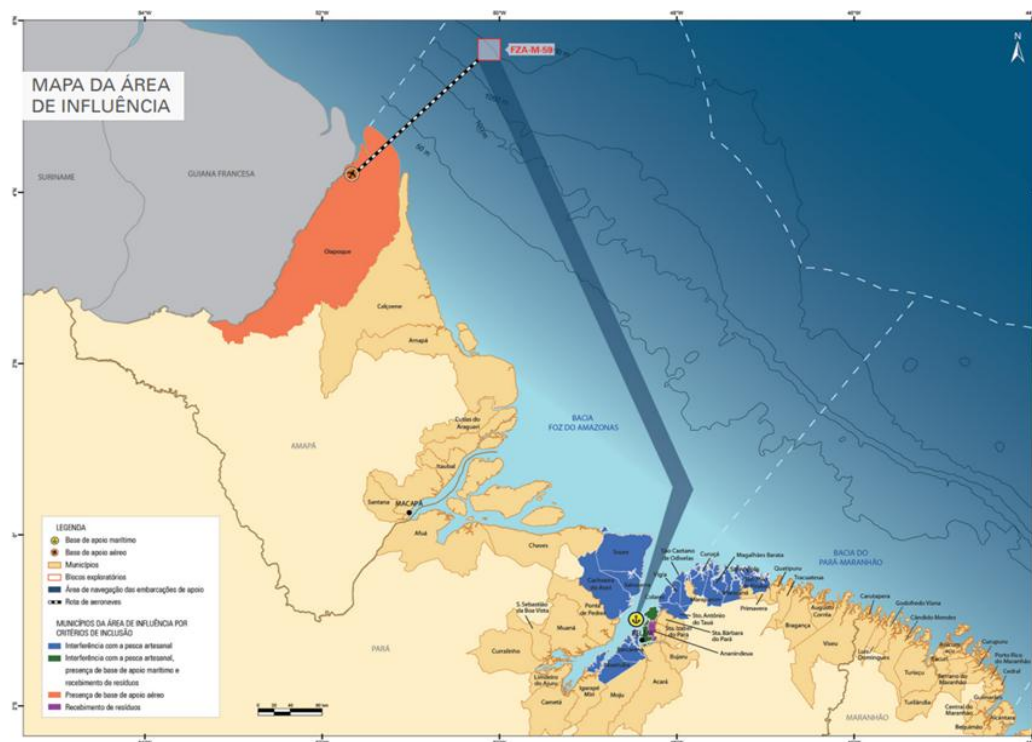 N
FZA-M-59
MAPA DA ÁREA
DE INFLUÊNCIA
50 m
SURINAME
GUIANA FRANCESA
Oiapoque
Calçoene
Amapá
BACIA
FOZ DO AMAZONAS
Cutias do
Araguari
AMAPÁ
Itaubal
Santana
MACAPÁ
Afuá
Chaves
Soure
Cachoeira
do Arari
Salvaterra
São Caetano
de Odivelas
Curuçá
Magalhães Barata
Vigia
Colares
Maracanã
Primavera
Quatipuru
Tracuateua
BACIA DO
PARÁ-MARANHÃO
Bragança
Augusto
Corrêa
Viseu
Carutapera
Luís
Domingues
Godofredo Viana
Cândido Mendes
Turiaçu
Turilândia
Bacuri
Serrano do
Maranhão
Cururupu
Porto Rico do
Maranhão
Cedral
Guimarães
Central do
Maranhão
Bequimão
Alcântara
MARANHÃO
Sto. Antônio
do Tauá
Sta. Izabel
do Pará
Sta. Bárbara
do Pará
Ananindeua
Bujaru
Acará
Moju
Barcarena
Abaetetuba
Igarapé
Miri
Cametá
Limoeiro
do Ajuru
Curralinho
S. Sebastião
da Boa Vista
Muaná
Ponta
de Pedras
PARÁ
LEGENDA
Base de apoio marítimo
Base de apoio aéreo
Municípios
Blocos exploratórios
Área de navegação das embarcações de apoio
Rota de aeronaves
MUNICÍPIOS DA ÁREA DE INFLUÊNCIA POR
CRITÉRIOS DE INCLUSÃO
Interferência com a pesca artesanal
Interferência com a pesca artesanal,
presença de base de apoio marítimo e
recebimento de resíduos
Presença de base de apoio aéreo
Recebimento de resíduos